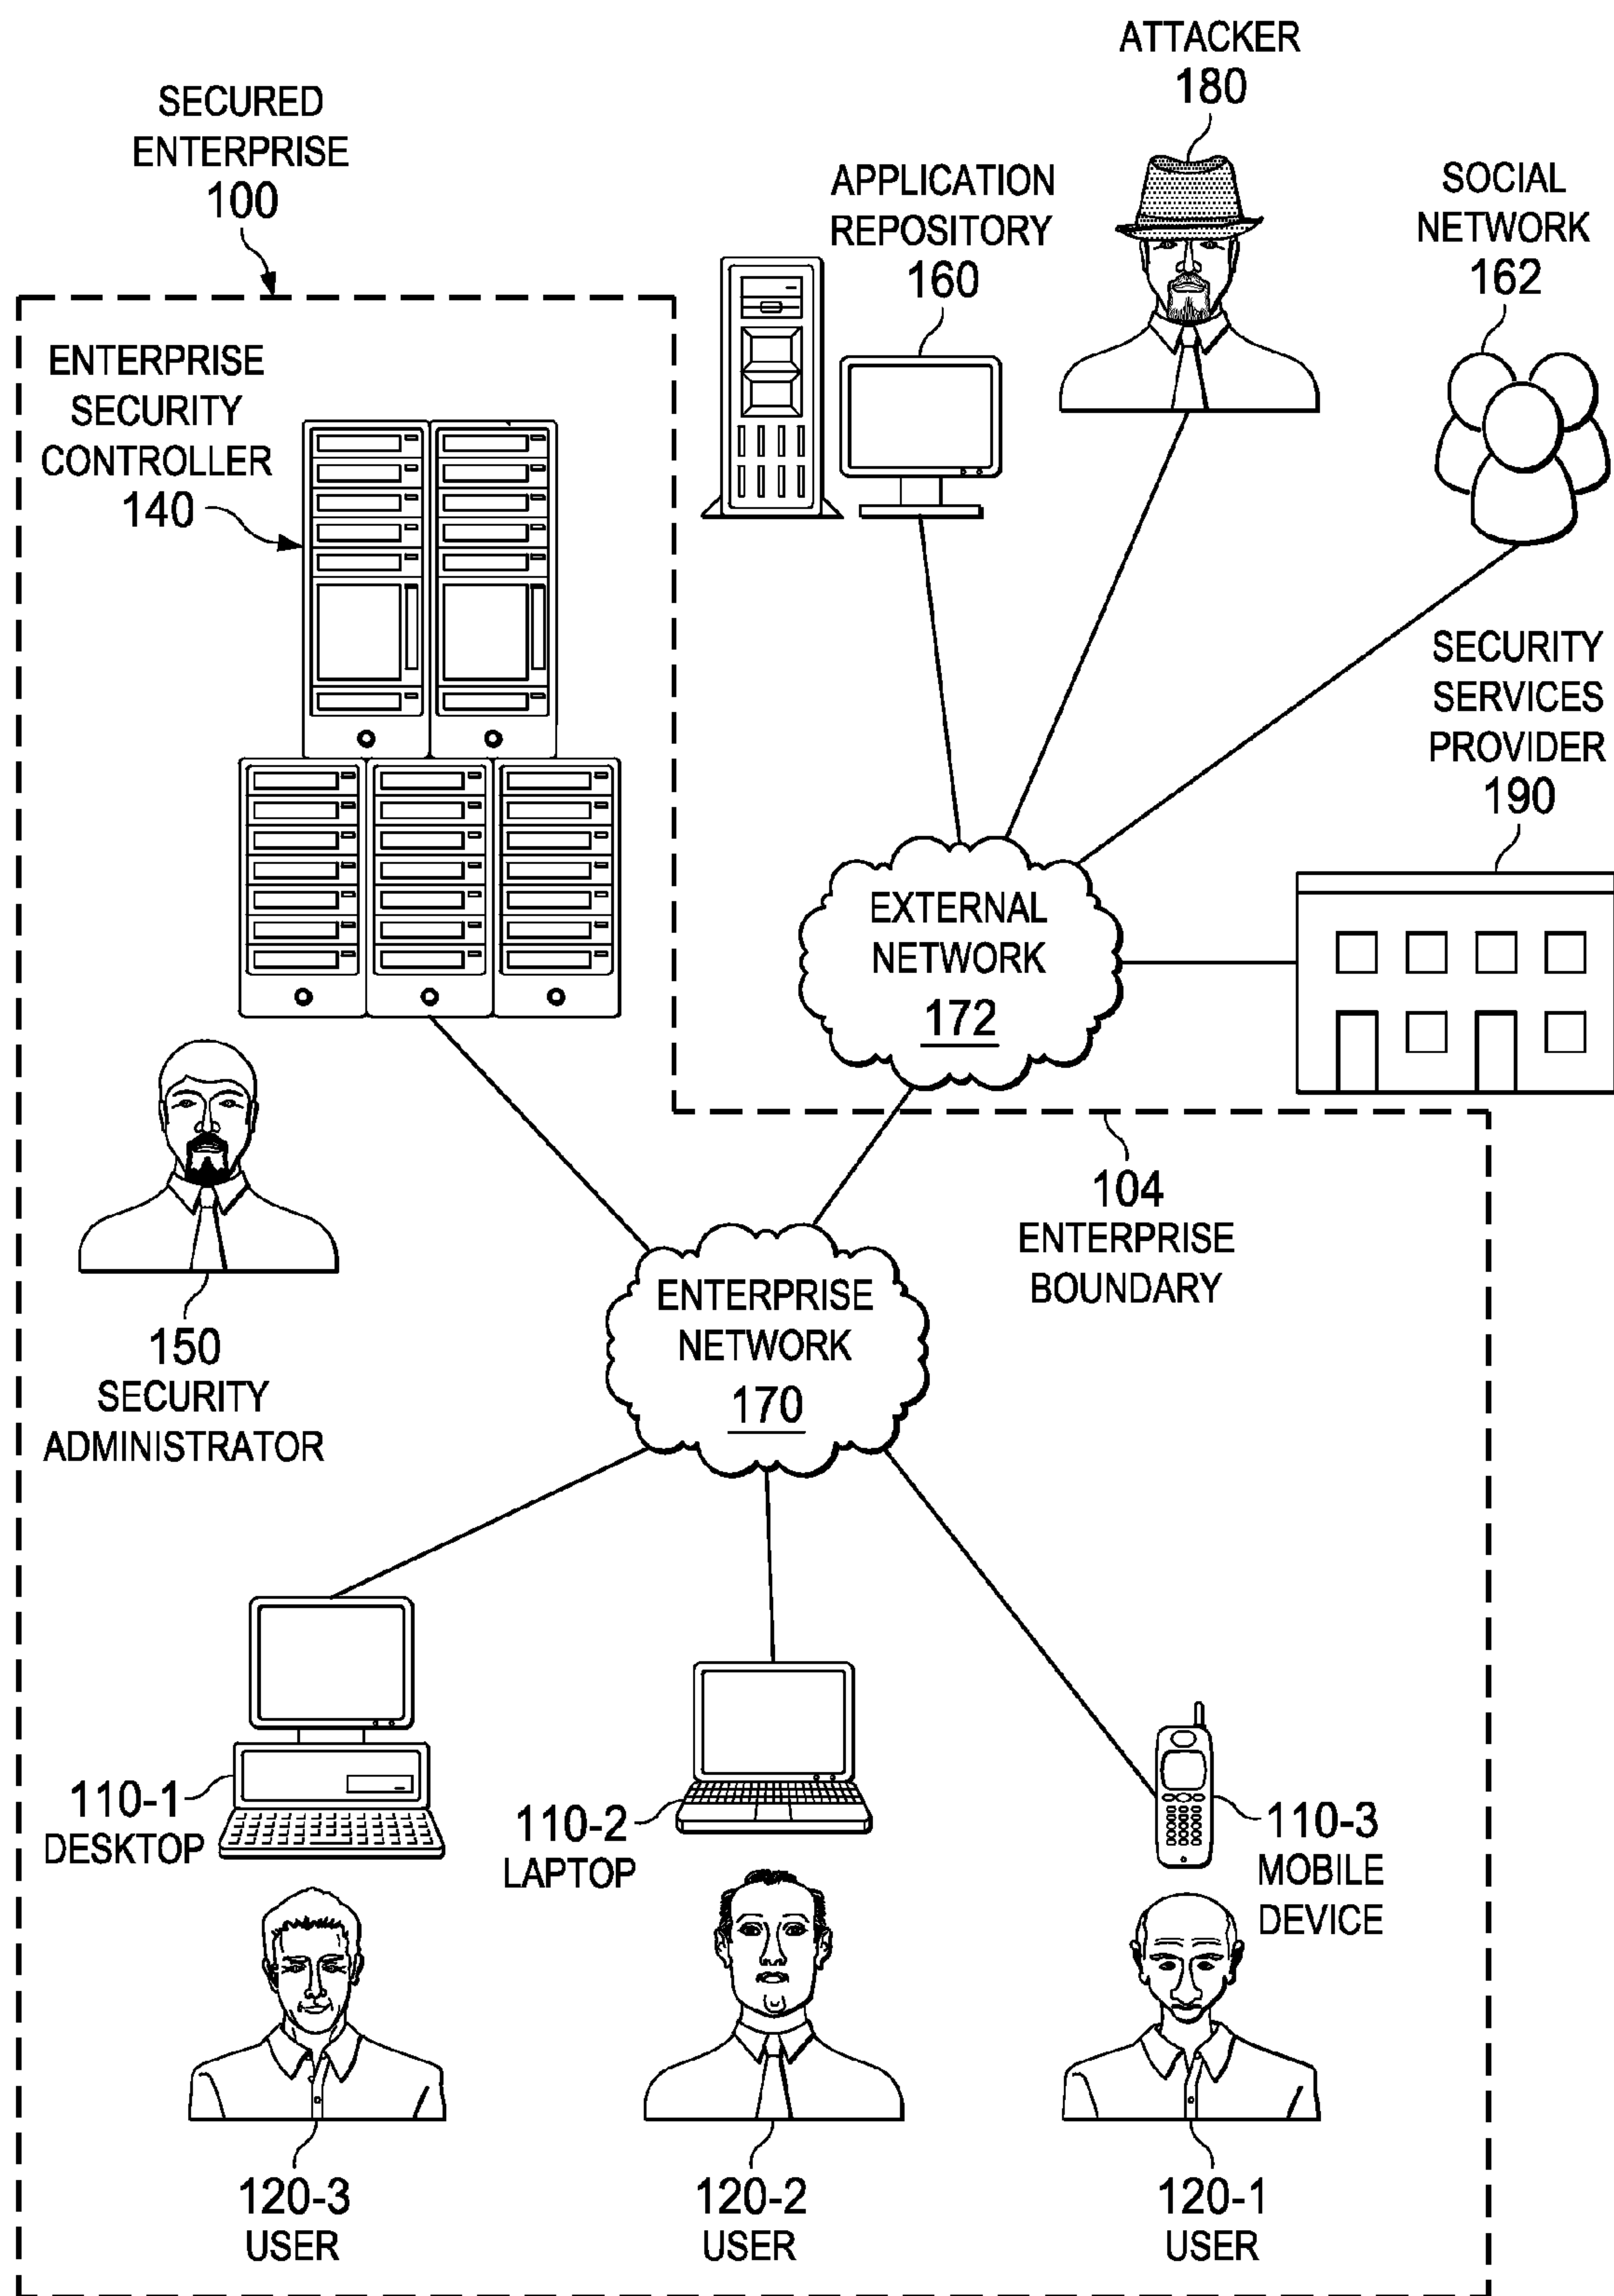 ATTACKER
180
SECURED
ENTERPRISE
100
APPLICATION
REPOSITORY
160
SOCIAL
NETWORK
162
ENTERPRISE
SECURITY
CONTROLLER
140
SECURITY
SERVICES
PROVIDER
190
EXTERNAL
NETWORK
172
104
ENTERPRISE
BOUNDARY
ENTERPRISE
NETWORK
170
150
SECURITY
ADMINISTRATOR
110-1
DESKTOP
110-2
LAPTOP
110-3
MOBILE
DEVICE
120-3
USER
120-2
USER
120-1
USER